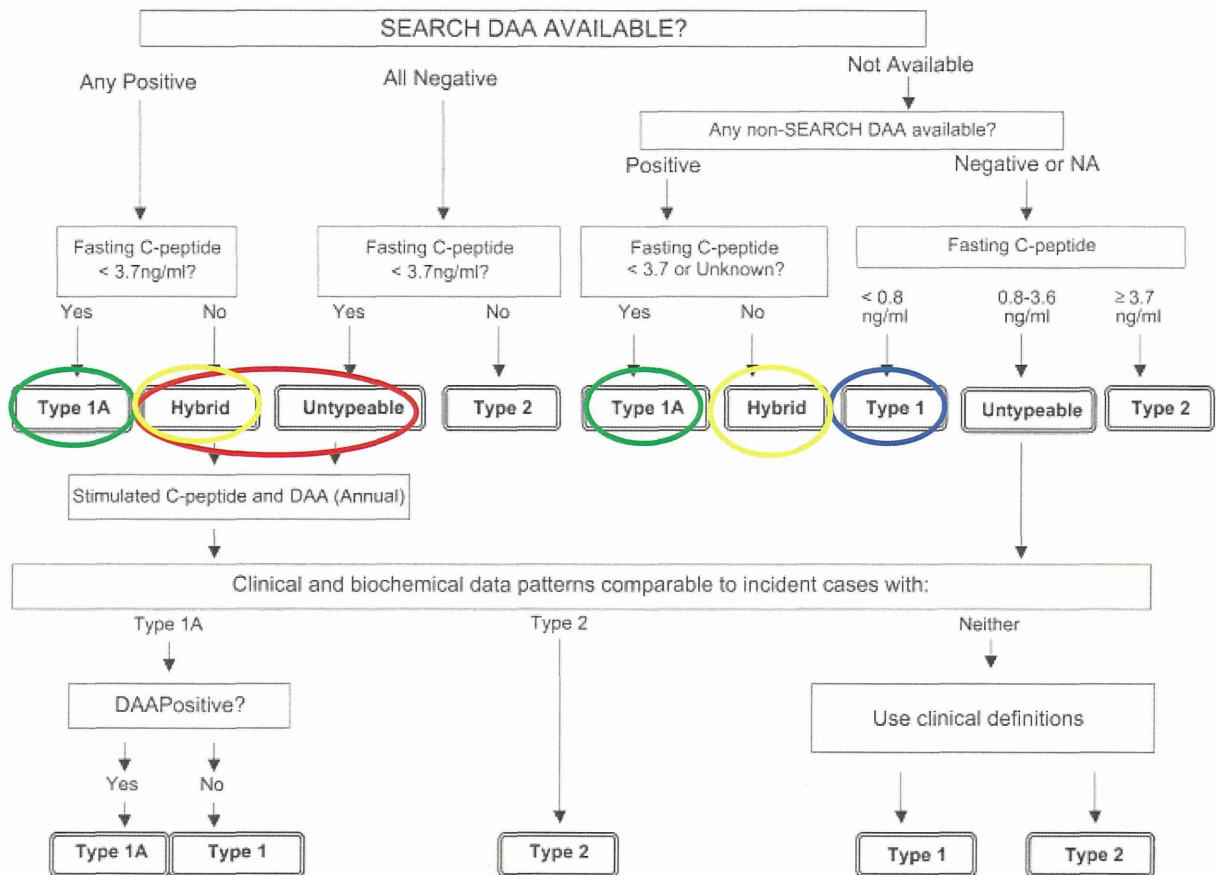 SEARCH DAA AVAILABLE?
Any Positive
All Negative
Not Available
Any non-SEARCH DAA available?
Positive
Negative or NA
Fasting C-peptide
< 3.7ng/ml?
Fasting C-peptide
< 3.7ng/ml?
Fasting C-peptide
< 3.7 or Unknown?
Fasting C-peptide
Yes
No
Yes
No
Yes
No
< 0.8
ng/ml
0.8-3.6
ng/ml
≥ 3.7
ng/ml
Type 1A
Hybrid
Untypeable
Type 2
Type 1A
Hybrid
Type 1
Untypeable
Type 2
Stimulated C-peptide and DAA (Annual)
Clinical and biochemical data patterns comparable to incident cases with:
Type 1A
Type 2
Neither
DAAPositive?
Use clinical definitions
Yes
No
Type 1A
Type 1
Type 2
Type 1
Type 2